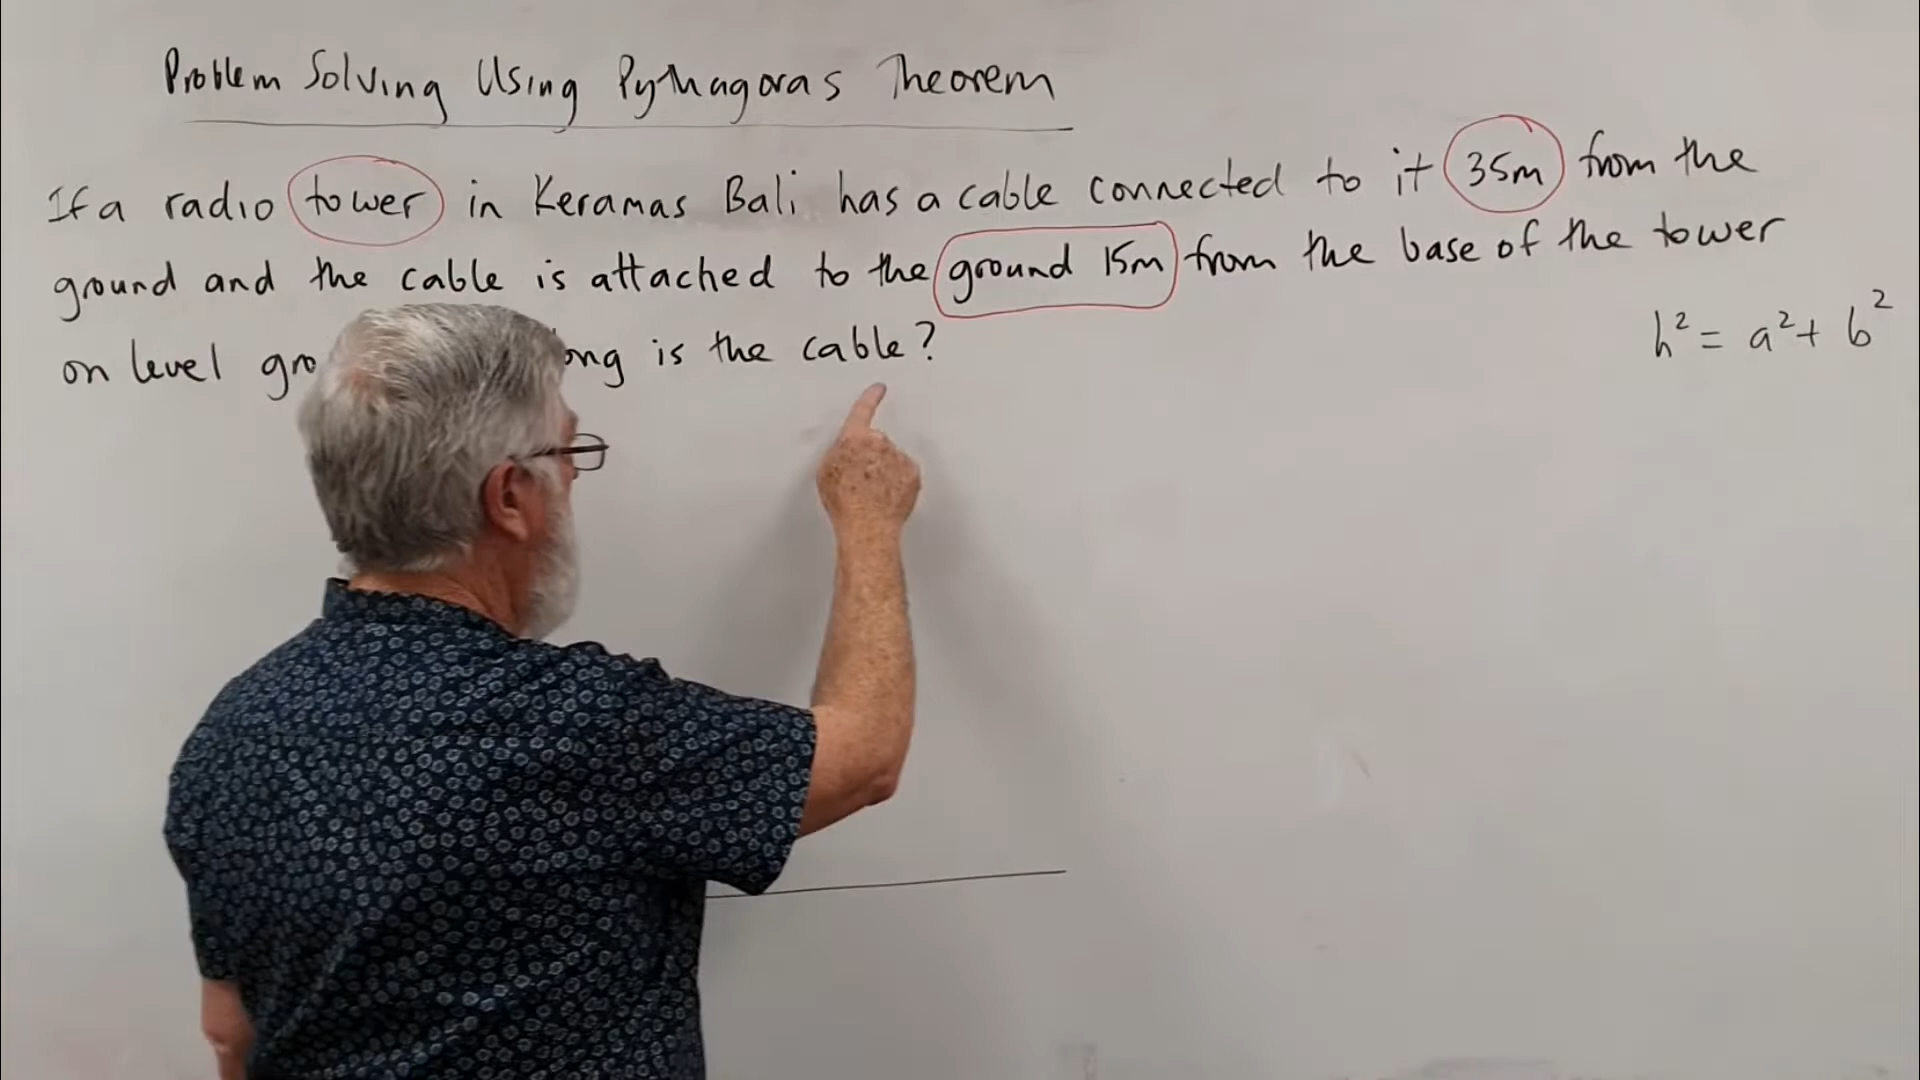 Problem Solving Using Pythagoras Theorem
If a radio tower in Keramas Bali has a cable connected to it 35m from the
ground and the cable is attached to the ground 15m from the base of the tower
on level is the cable?
h² = a² + b²